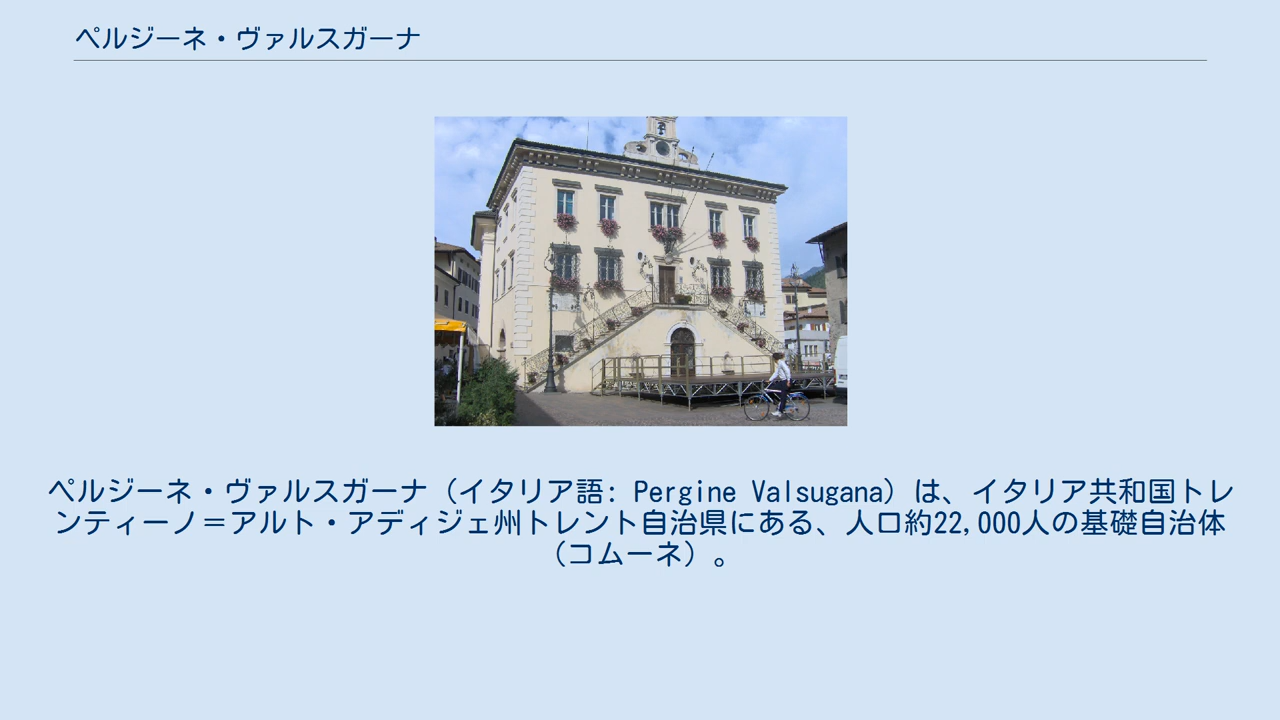 ペルジーネ・ヴァルスガーナ
ペルジーネ・ヴァルスガーナ（イタリア語: Pergine Valsugana）は、イタリア共和国トレ
ンティーノ＝アルト・アディジェ州トレント自治県にある、人口約22,000人の基礎自治体
（コムーネ）。